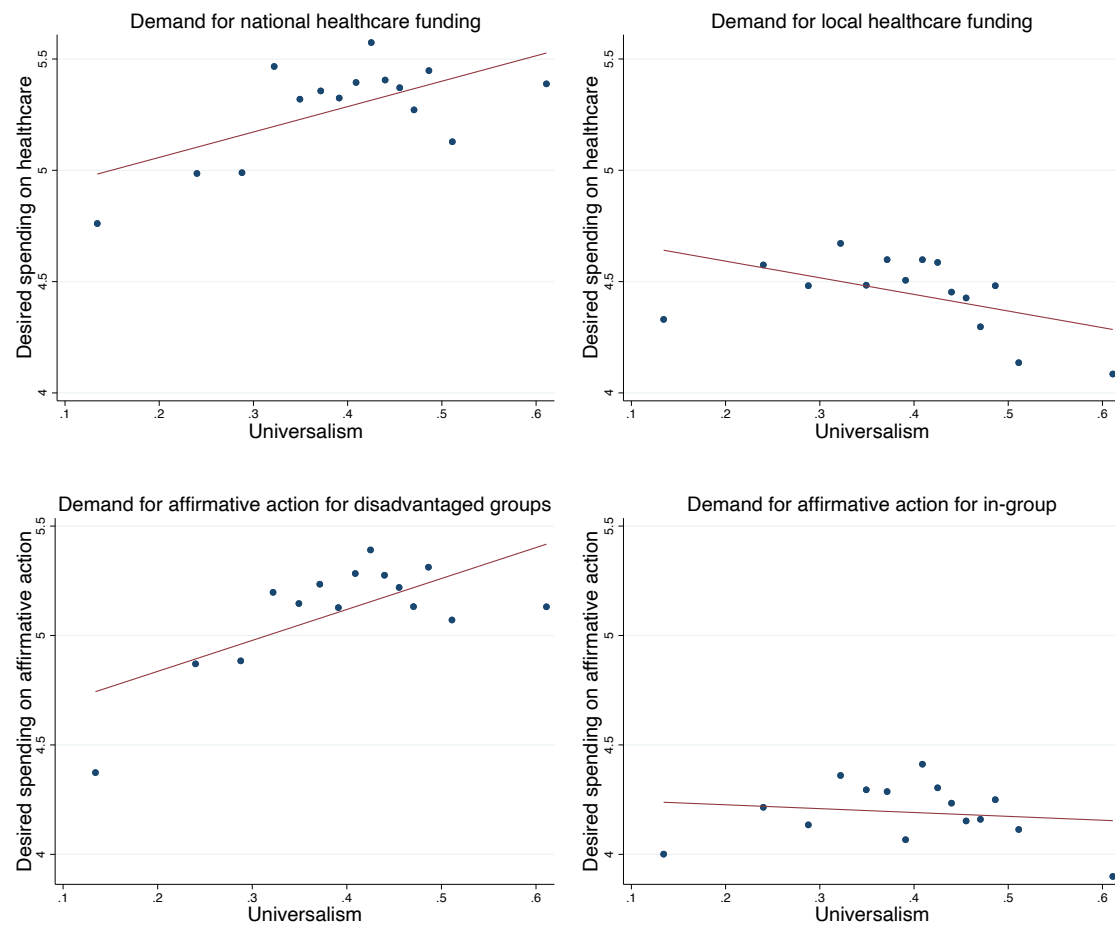 Demand for national healthcare funding
Desired spending on healthcare
5.5
5
4.5
4
.1 .2 .3 .4 .5 .6
Universalism
Demand for local healthcare funding
Desired spending on healthcare
5.5
5
4.5
4
.1 .2 .3 .4 .5 .6
Universalism
Demand for affirmative action for disadvantaged groups
Desired spending on affirmative action
5.5
5
4.5
4
.1 .2 .3 .4 .5 .6
Universalism
Demand for affirmative action for in-group
Desired spending on affirmative action
5.5
5
4.5
4
.1 .2 .3 .4 .5 .6
Universalism